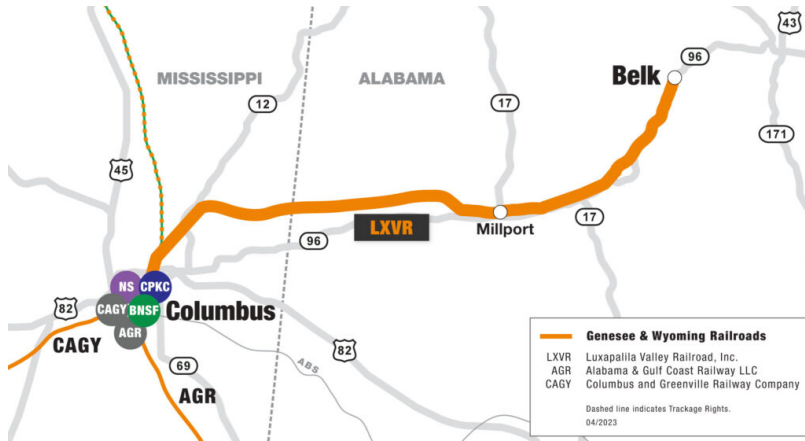 43
96
Belk
MISSISSIPPI
ALABAMA
12
17
171
45
LXVR
Millport
17
96
NS
CPKC
82
CAGY
BNSF
Columbus
AGR
CAGY
82
69
ABS
AGR
Genesee & Wyoming Railroads
LXVR Luxapalila Valley Railroad, Inc.
AGR Alabama & Gulf Coast Railway LLC
CAGY Columbus and Greenville Railway Company
Dashed line indicates Trackage Rights.
04/2023